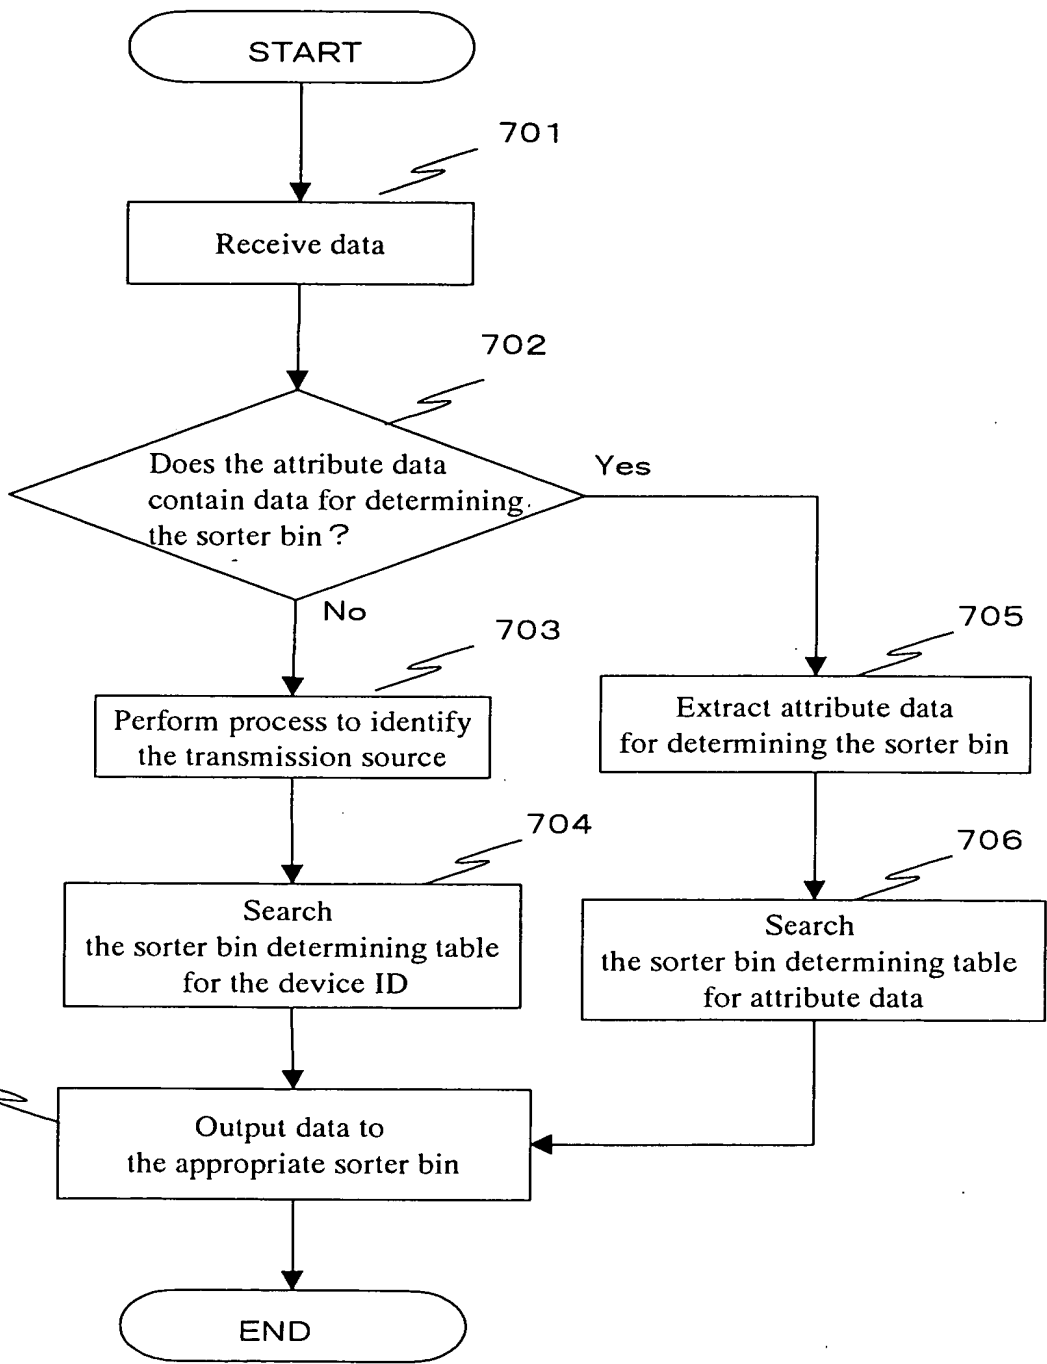 START
701
Receive data
702
Does the attribute data
contain data for determining
the sorter bin ?
Yes
No
703
Perform process to identify
the transmission source
704
Search
the sorter bin determining table
for the device ID
705
Extract attribute data
for determining the sorter bin
706
Search
the sorter bin determining table
for attribute data
Output data to
the appropriate sorter bin
END